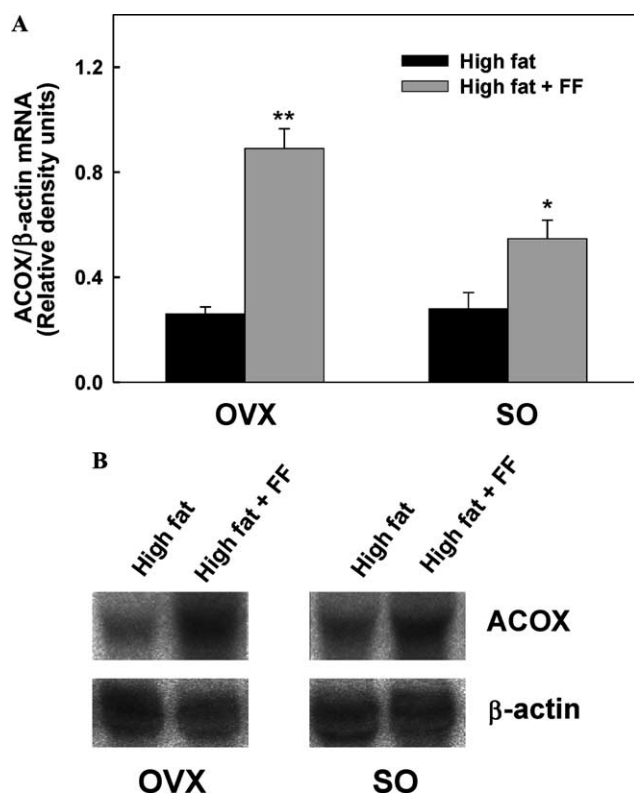 A
ACOX/β-actin mRNA
(Relative density units)
1.2
0.8
0.4
0.0
High fat
High fat + FF
**
*
OVX
SO
B
High fat
High fat + FF
High fat
High fat + FF
ACOX
β-actin
OVX
SO